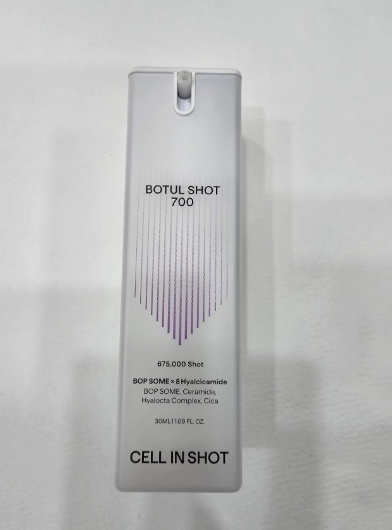 BOTUL SHOT
700
675,000 Shot
BOP SOME × 8 Hyalcicamide
BOP SOME, Ceramide,
Hyalocta Complex, Cica
30ML | 1.09 FL. OZ.
CELL IN SHOT